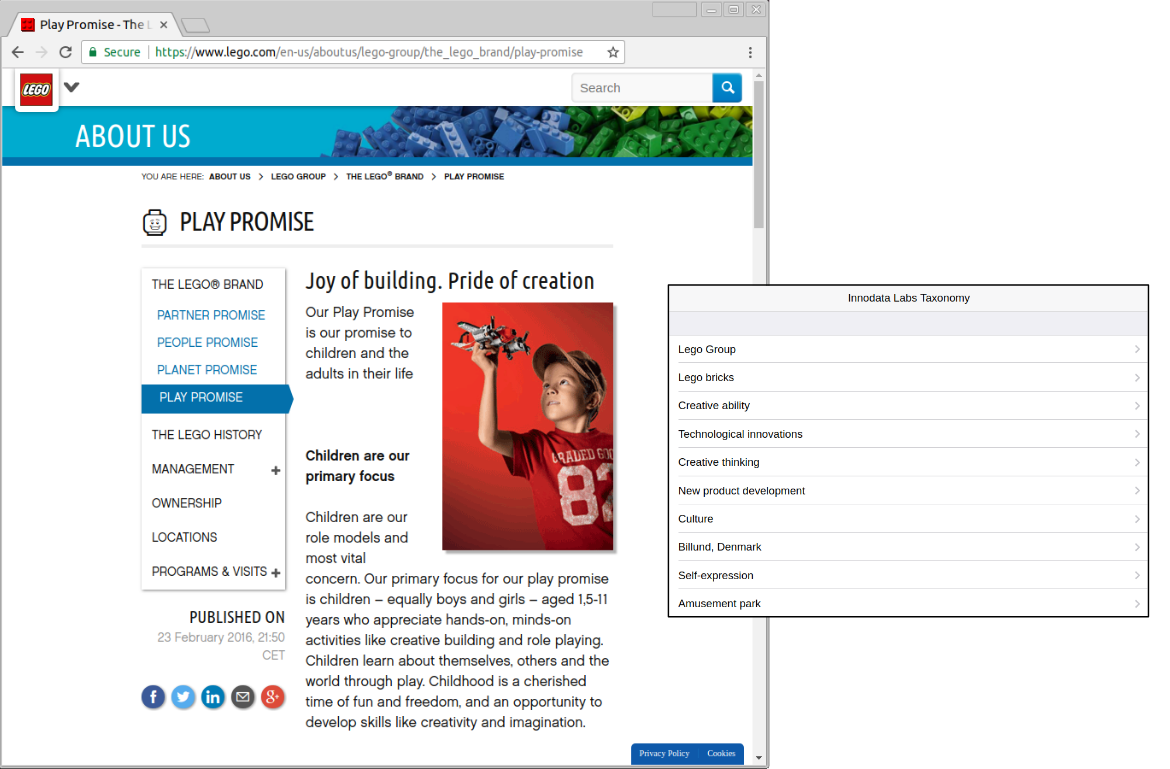 Play Promise - The L
Secure
https://www.lego.com/en-us/aboutus/lego-group/the_lego_brand/play-promise
LEGO
Search
ABOUT US
YOU ARE HERE: ABOUT US > LEGO GROUP > THE LEGO® BRAND > PLAY PROMISE
PLAY PROMISE
THE LEGO® BRAND
PARTNER PROMISE
PEOPLE PROMISE
PLANET PROMISE
PLAY PROMISE
THE LEGO HISTORY
MANAGEMENT +
OWNERSHIP
LOCATIONS
PROGRAMS & VISITS +
PUBLISHED ON
23 February 2016, 21:50
CET
f
in
g+
Joy of building. Pride of creation
Our Play Promise
is our promise to
children and the
adults in their life
GRADED GOO
82
Children are our
primary focus
Children are our
role models and
most vital
concern. Our primary focus for our play promise
is children – equally boys and girls – aged 1,5-11
years who appreciate hands-on, minds-on
activities like creative building and role playing.
Children learn about themselves, others and the
world through play. Childhood is a cherished
time of fun and freedom, and an opportunity to
develop skills like creativity and imagination.
Privacy Policy
Cookies
Innodata Labs Taxonomy
Lego Group
Lego bricks
Creative ability
Technological innovations
Creative thinking
New product development
Culture
Billund, Denmark
Self-expression
Amusement park